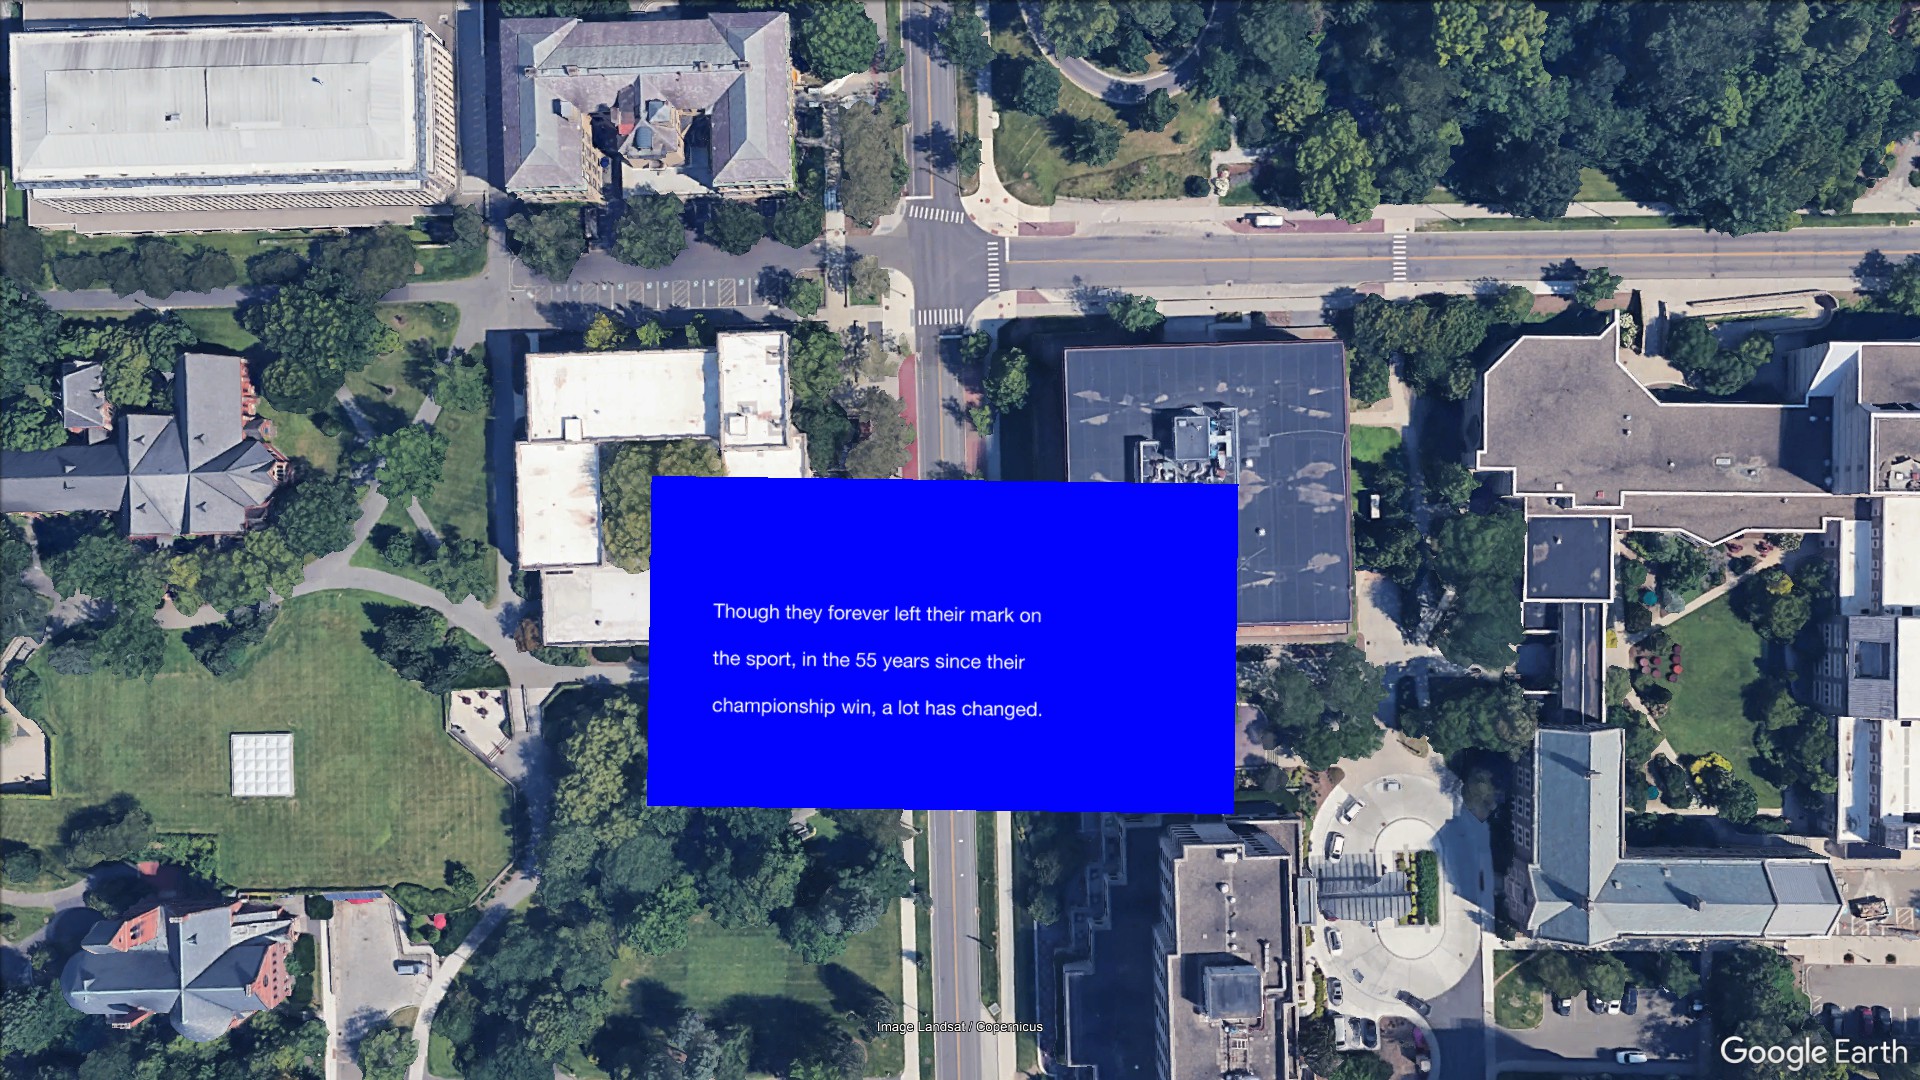 Though they forever left their mark on
the sport, in the 55 years since their
championship win, a lot has changed.
Image Landsat / Copernicus
Google Earth